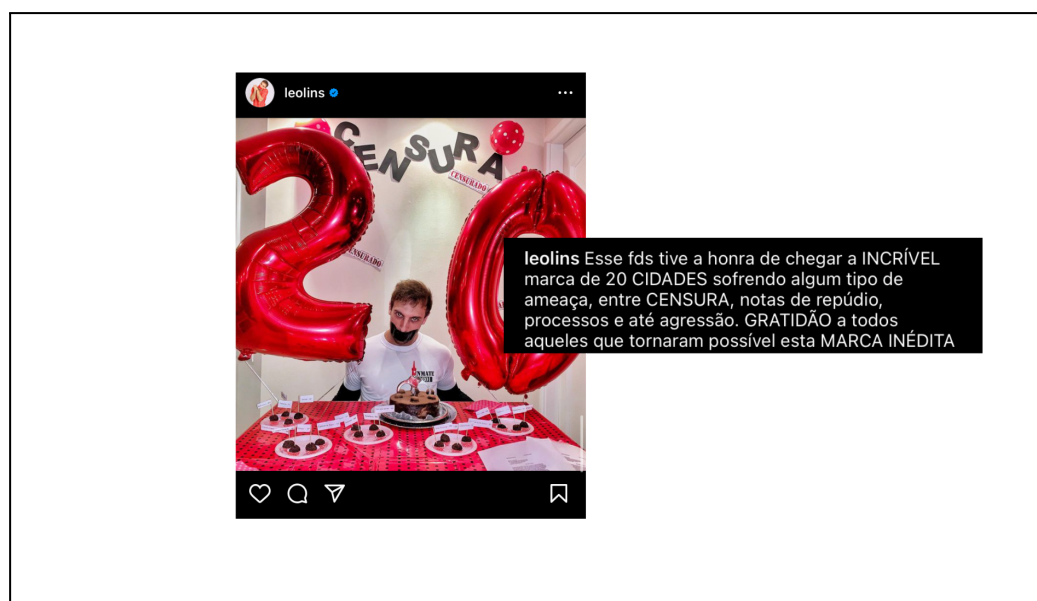 leolins
20
CENSURA
CENSURADO
CENSURADO
leolins Esse fds tive a honra de chegar a INCRÍVEL
marca de 20 CIDADES sofrendo algum tipo de
ameaça, entre CENSURA, notas de repúdio,
processos e até agressão. GRATIDÃO a todos
aqueles que tornaram possível esta MARCA INÉDITA